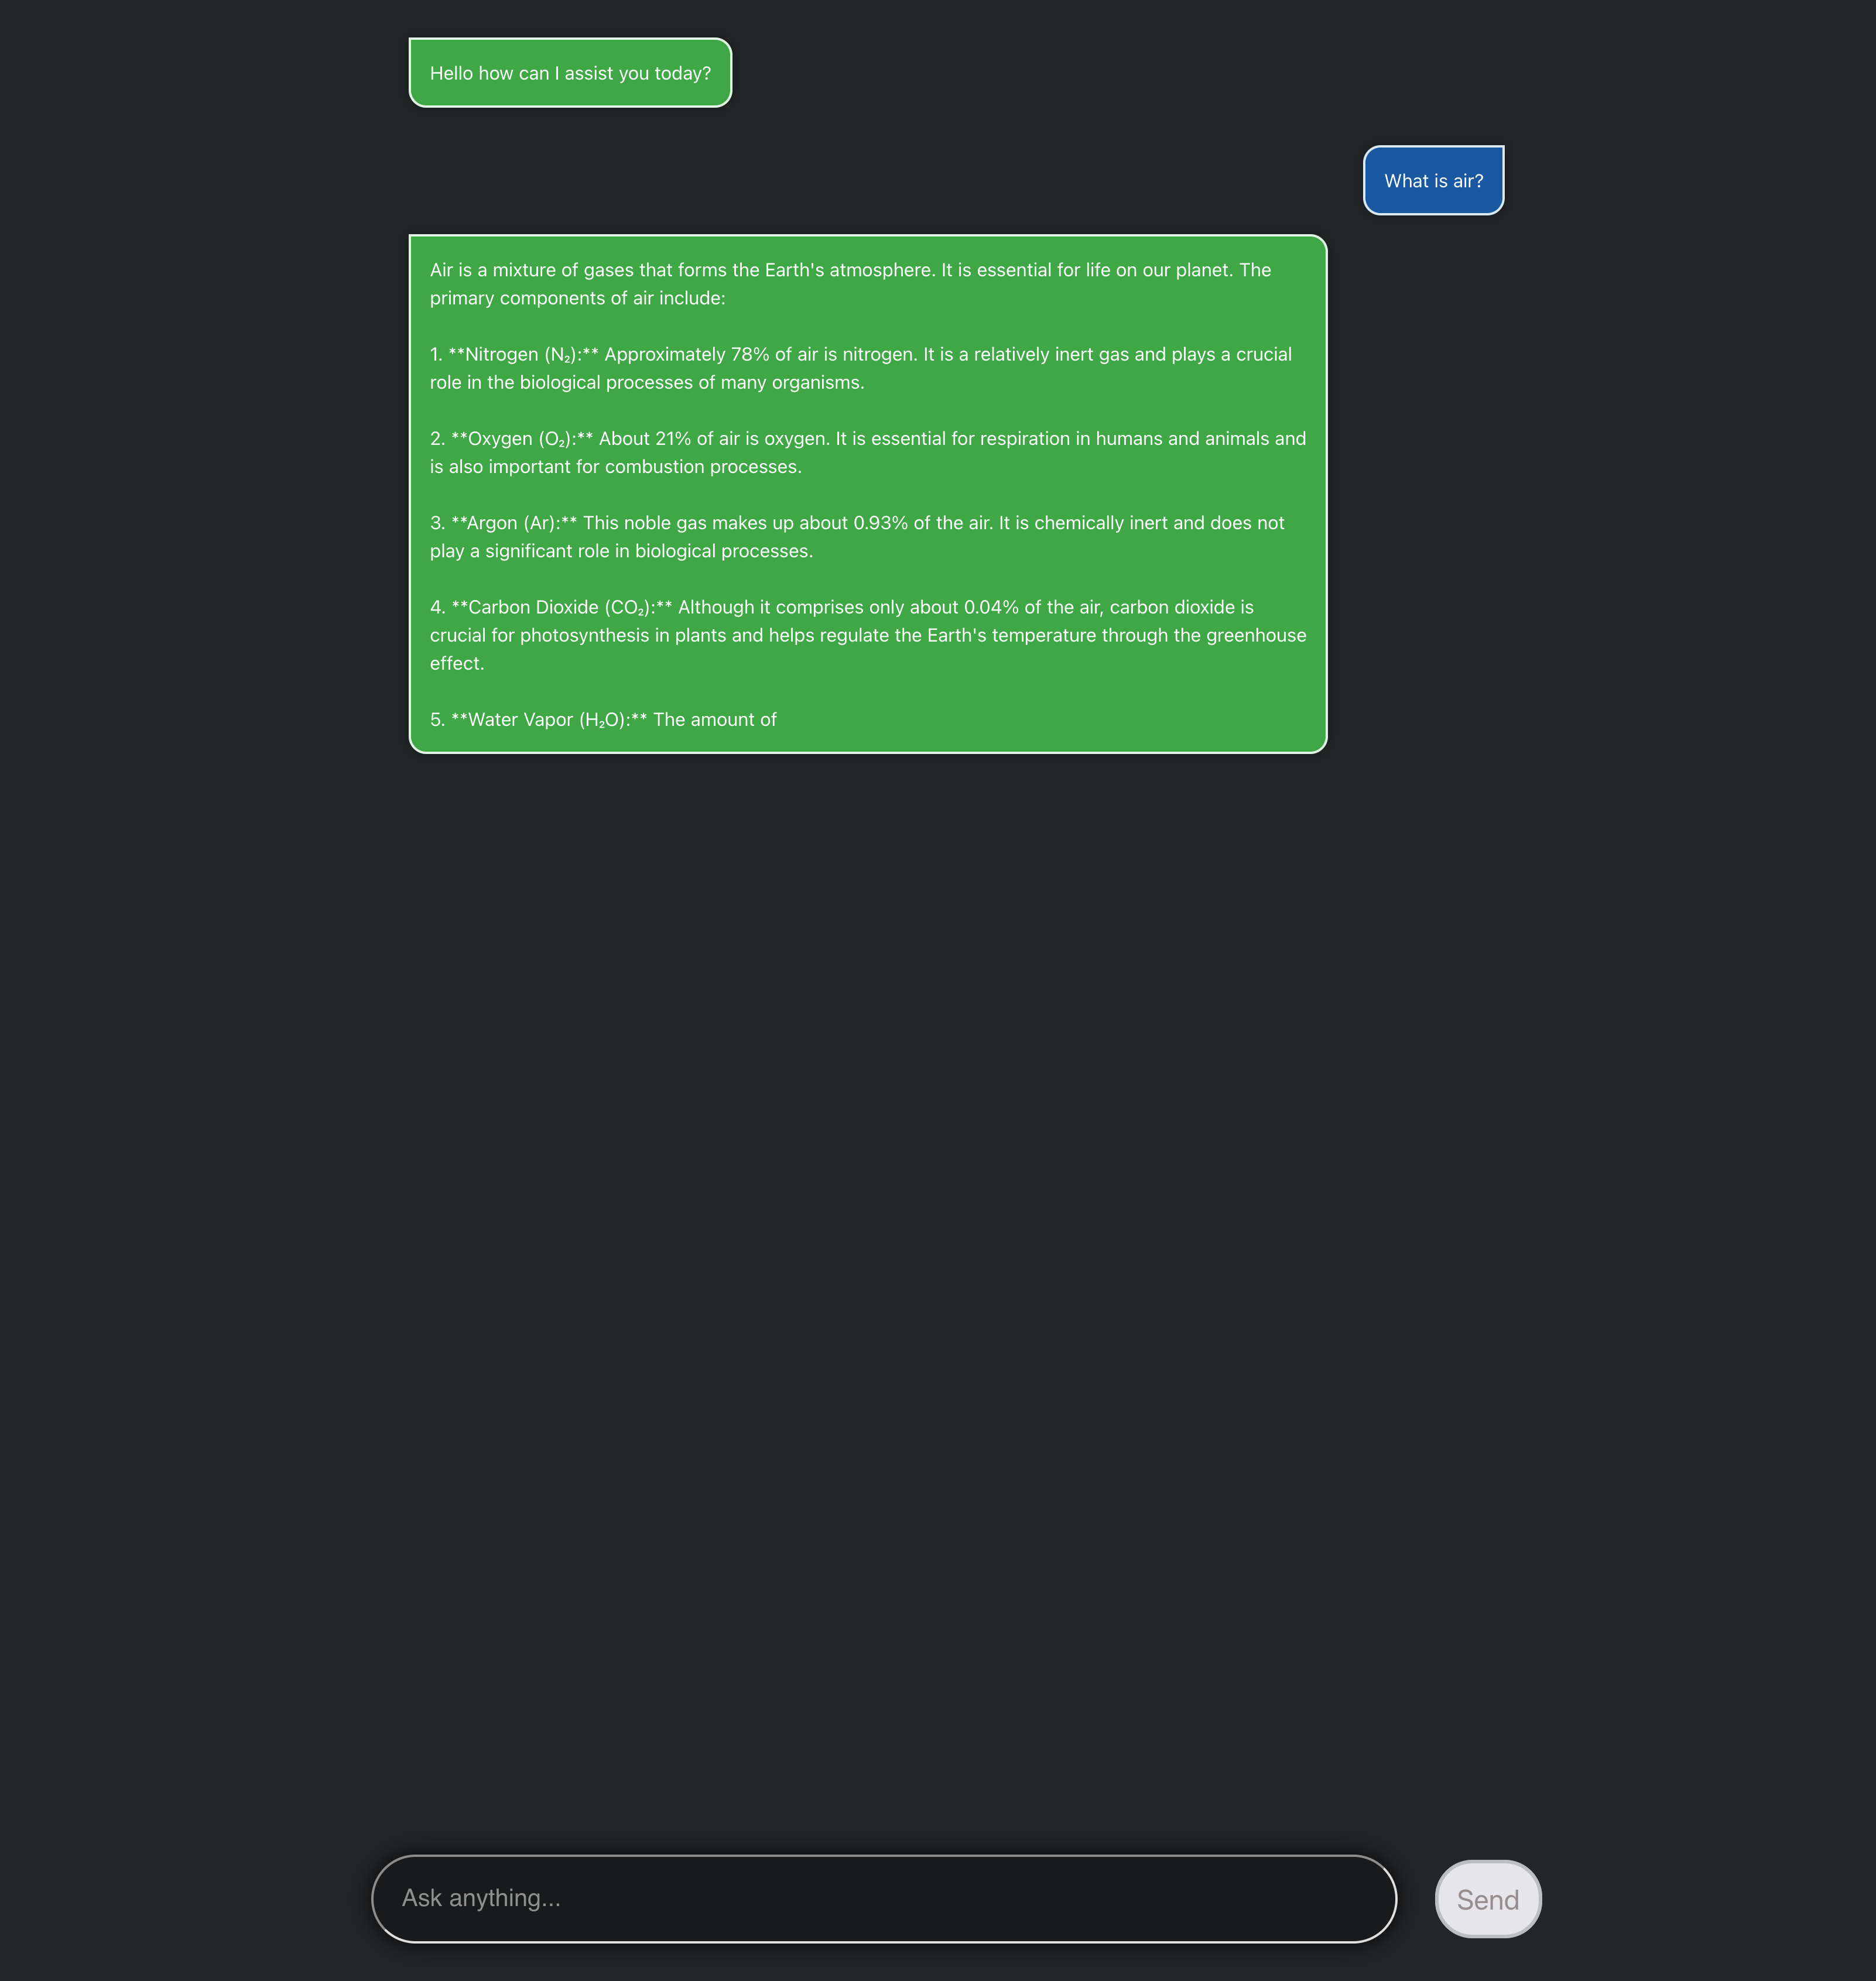 Hello how can I assist you today?
What is air?
Air is a mixture of gases that forms the Earth's atmosphere. It is essential for life on our planet. The
primary components of air include:
1. **Nitrogen (N₂):** Approximately 78% of air is nitrogen. It is a relatively inert gas and plays a crucial
role in the biological processes of many organisms.
2. **Oxygen (O₂):** About 21% of air is oxygen. It is essential for respiration in humans and animals and
is also important for combustion processes.
3. **Argon (Ar):** This noble gas makes up about 0.93% of the air. It is chemically inert and does not
play a significant role in biological processes.
4. **Carbon Dioxide (CO₂):** Although it comprises only about 0.04% of the air, carbon dioxide is
crucial for photosynthesis in plants and helps regulate the Earth's temperature through the greenhouse
effect.
5. **Water Vapor (H₂O):** The amount of
Ask anything...
Send